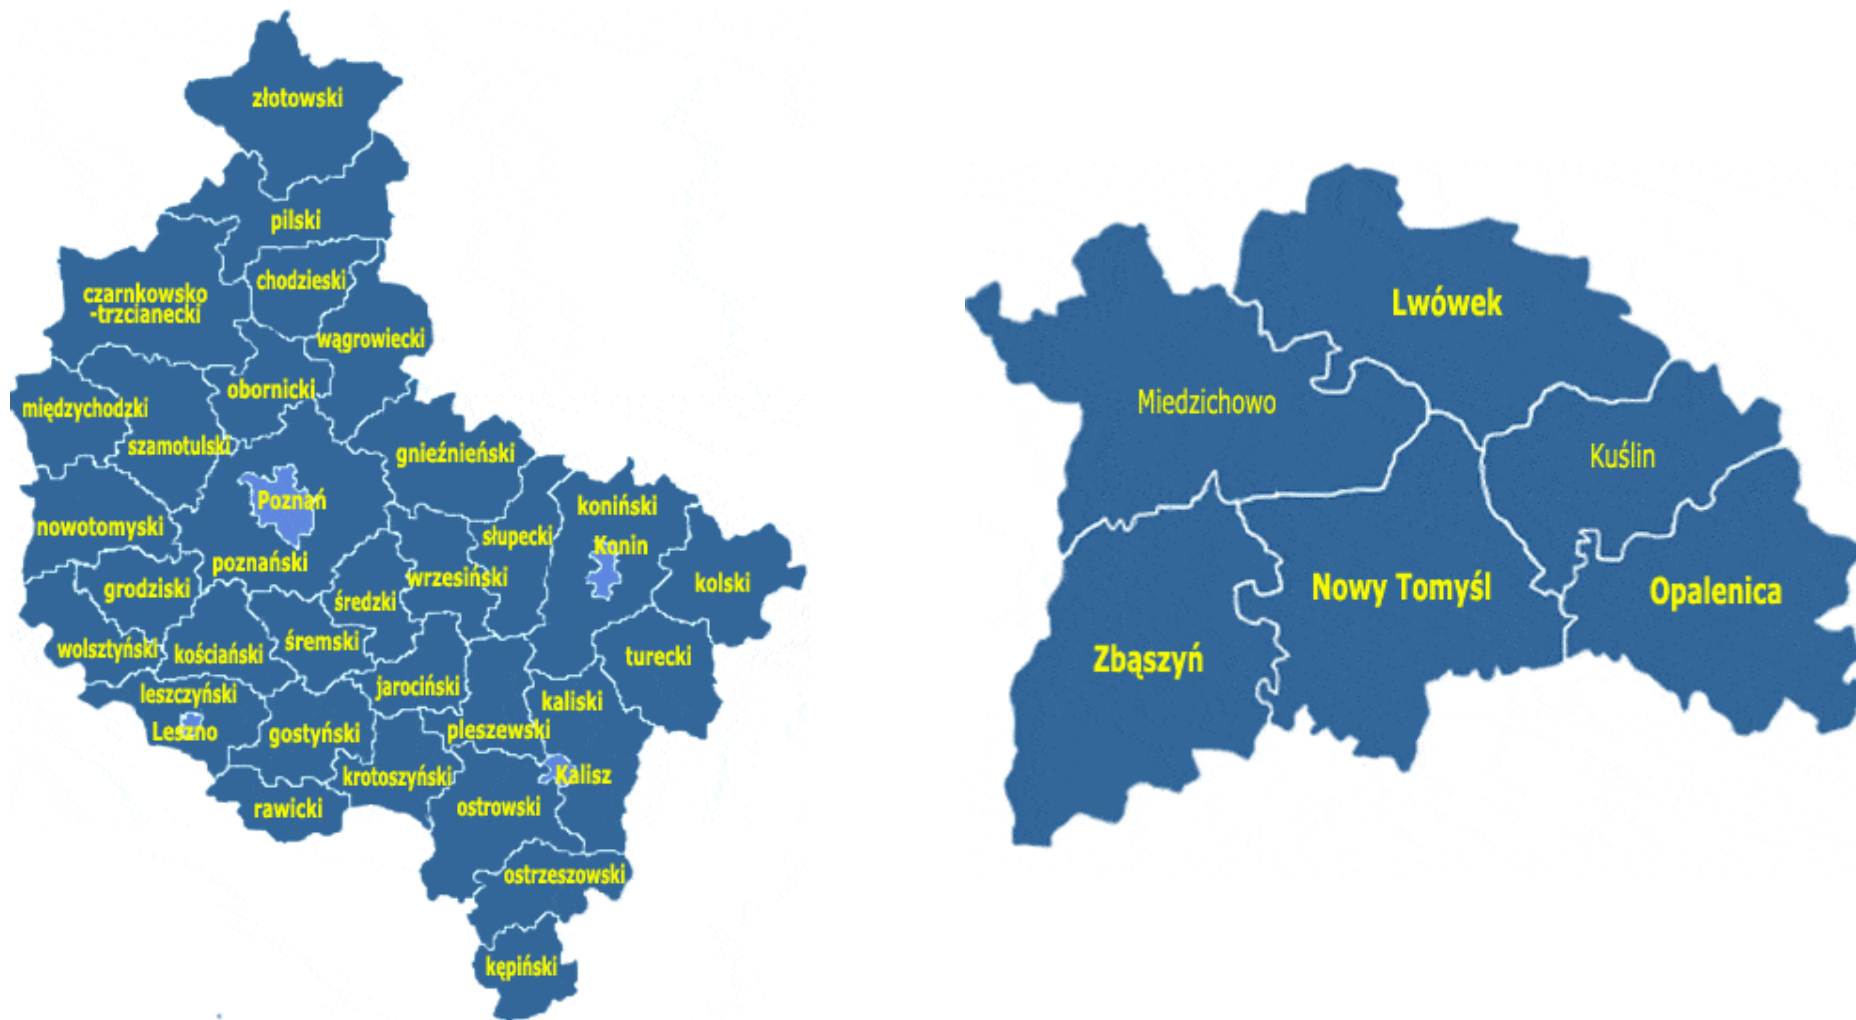 złotowski
pilski
chodzieski
czarnkowsko
-trzcianecki
wągrowiecki
obornicki
międzychodzki
szamotulski
gnieźnieński
Poznań
koniński
nowotomyski
słupecki
Konin
poznański
wrzesiński
kolski
grodziski
średzki
śremski
wolsztyński
kościański
turecki
jarociński
leszczyński
kaliski
Leszno
gostyński
pleszewski
krotoszyński
Kalisz
rawicki
ostrowski
ostrzeszowski
kępiński
Lwówek
Miedzichowo
Kuślin
Nowy Tomyśl
Opalenica
Zbąszyń